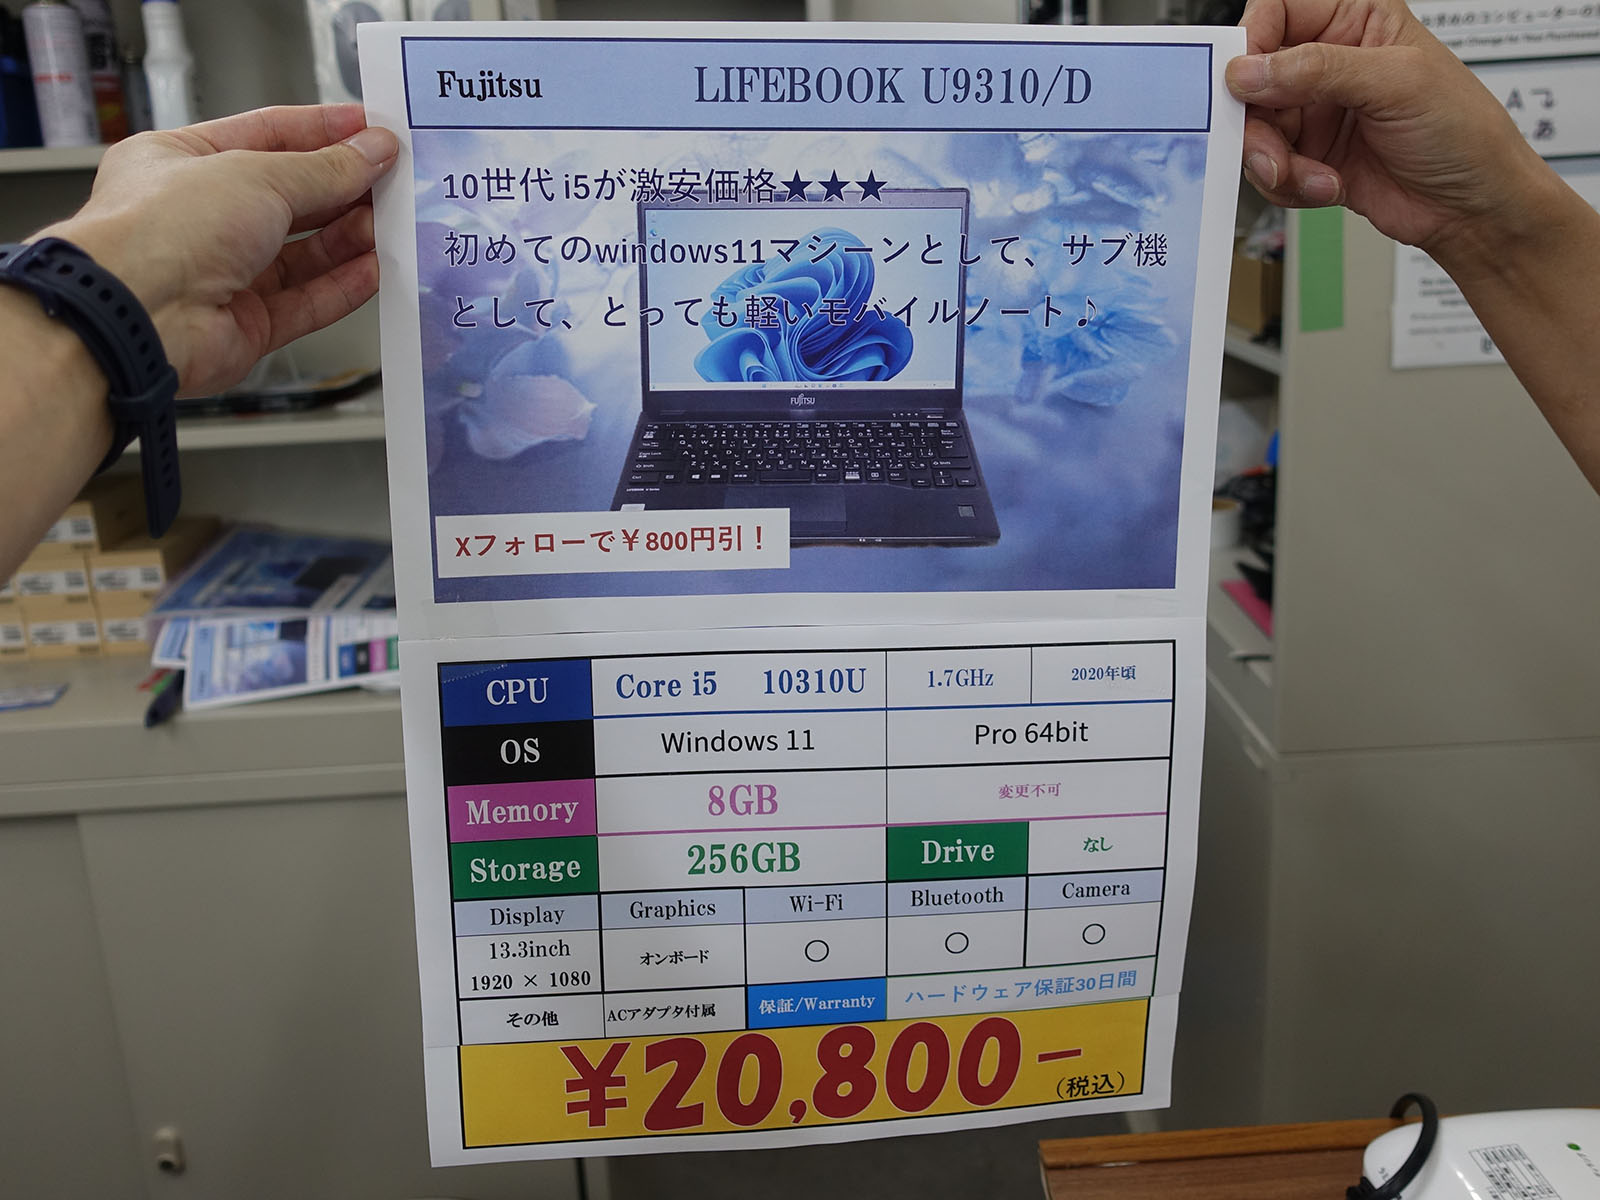 Fujitsu LIFEBOOK U9310/D
10世代 i5が激安価格★★★
初めてのwindows11マシーンとして、サブ機
として、とっても軽いモバイルノート♪
FUJITSU
Xフォローで￥800円引！
CPU Core i5 10310U 1.7GHz 2020年頃
OS Windows 11 Pro 64bit
Memory 8GB 変更不可
Storage 256GB Drive なし
Display Graphics Wi-Fi Bluetooth Camera
13.3inch
1920 × 1080 オンボード ○ ○ ○
その他 ACアダプタ付属 保証/Warranty ハードウェア保証30日間
￥20,800−
（税込）